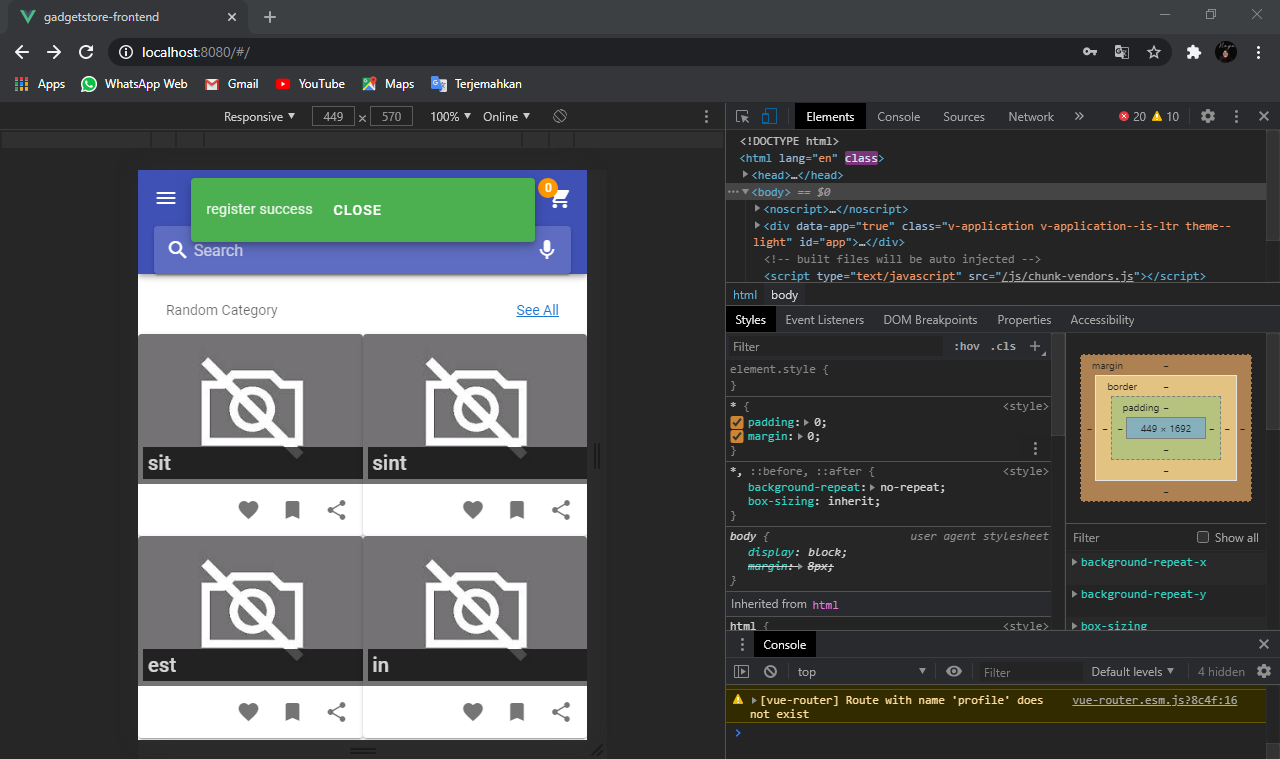 gadgetstore-frontend
localhost:8080/#/
Apps WhatsApp Web Gmail YouTube Maps Terjemahkan
Responsive 449 × 570 100% Online
0
register success CLOSE
Search
Random Category See All
sit sint
est in
Elements Console Sources Network » 20 10
<!DOCTYPE html>
<html lang="en" class>
<head>…</head>
<body> == $0
<noscript>…</noscript>
<div data-app="true" class="v-application v-application--is-ltr theme--
light" id="app">…</div>
<!-- built files will be auto injected -->
<script type="text/javascript" src="/js/chunk-vendors.js"></script>
html body
Styles Event Listeners DOM Breakpoints Properties Accessibility
Filter :hov .cls +
element.style {
}
* { <style>
padding: 0;
margin: 0;
}
*, ::before, ::after { <style>
background-repeat: no-repeat;
box-sizing: inherit;
}
body { user agent stylesheet
display: block;
margin: 8px;
}
Inherited from html
html { <style>
margin –
border –
padding –
– – – 449 × 1692 – – –
–
–
–
Filter Show all
background-repeat-x
background-repeat-y
box-sizing
Console
top Filter Default levels 4 hidden
[vue-router] Route with name 'profile' does vue-router.esm.js?8c4f:16
not exist